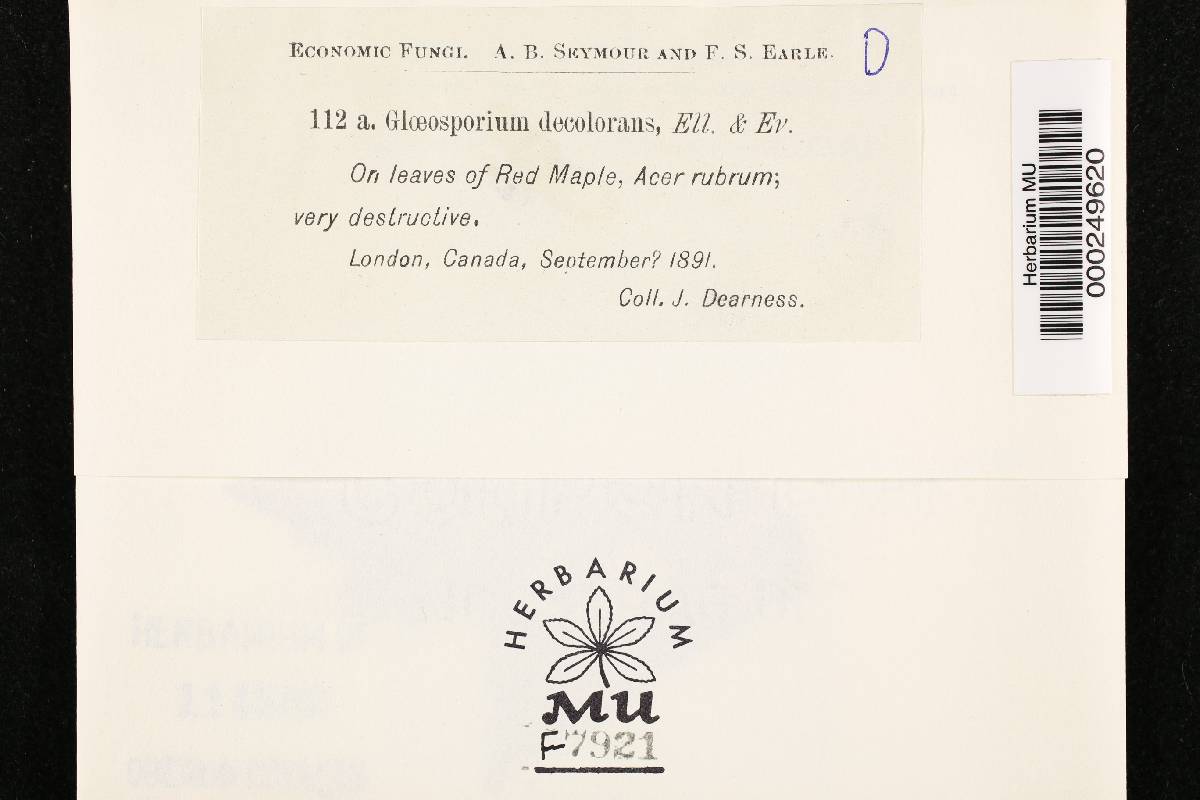 ECONOMIC FUNGI. A. B. SEYMOUR AND F. S. EARLE.
D
112 a. Glœosporium decolorans, Ell. & Ev.
On leaves of Red Maple, Acer rubrum;
very destructive.
London, Canada, September? 1891.
Coll. J. Dearness.
Herbarium MU
000249620
HERBARIUM
MU
F7921